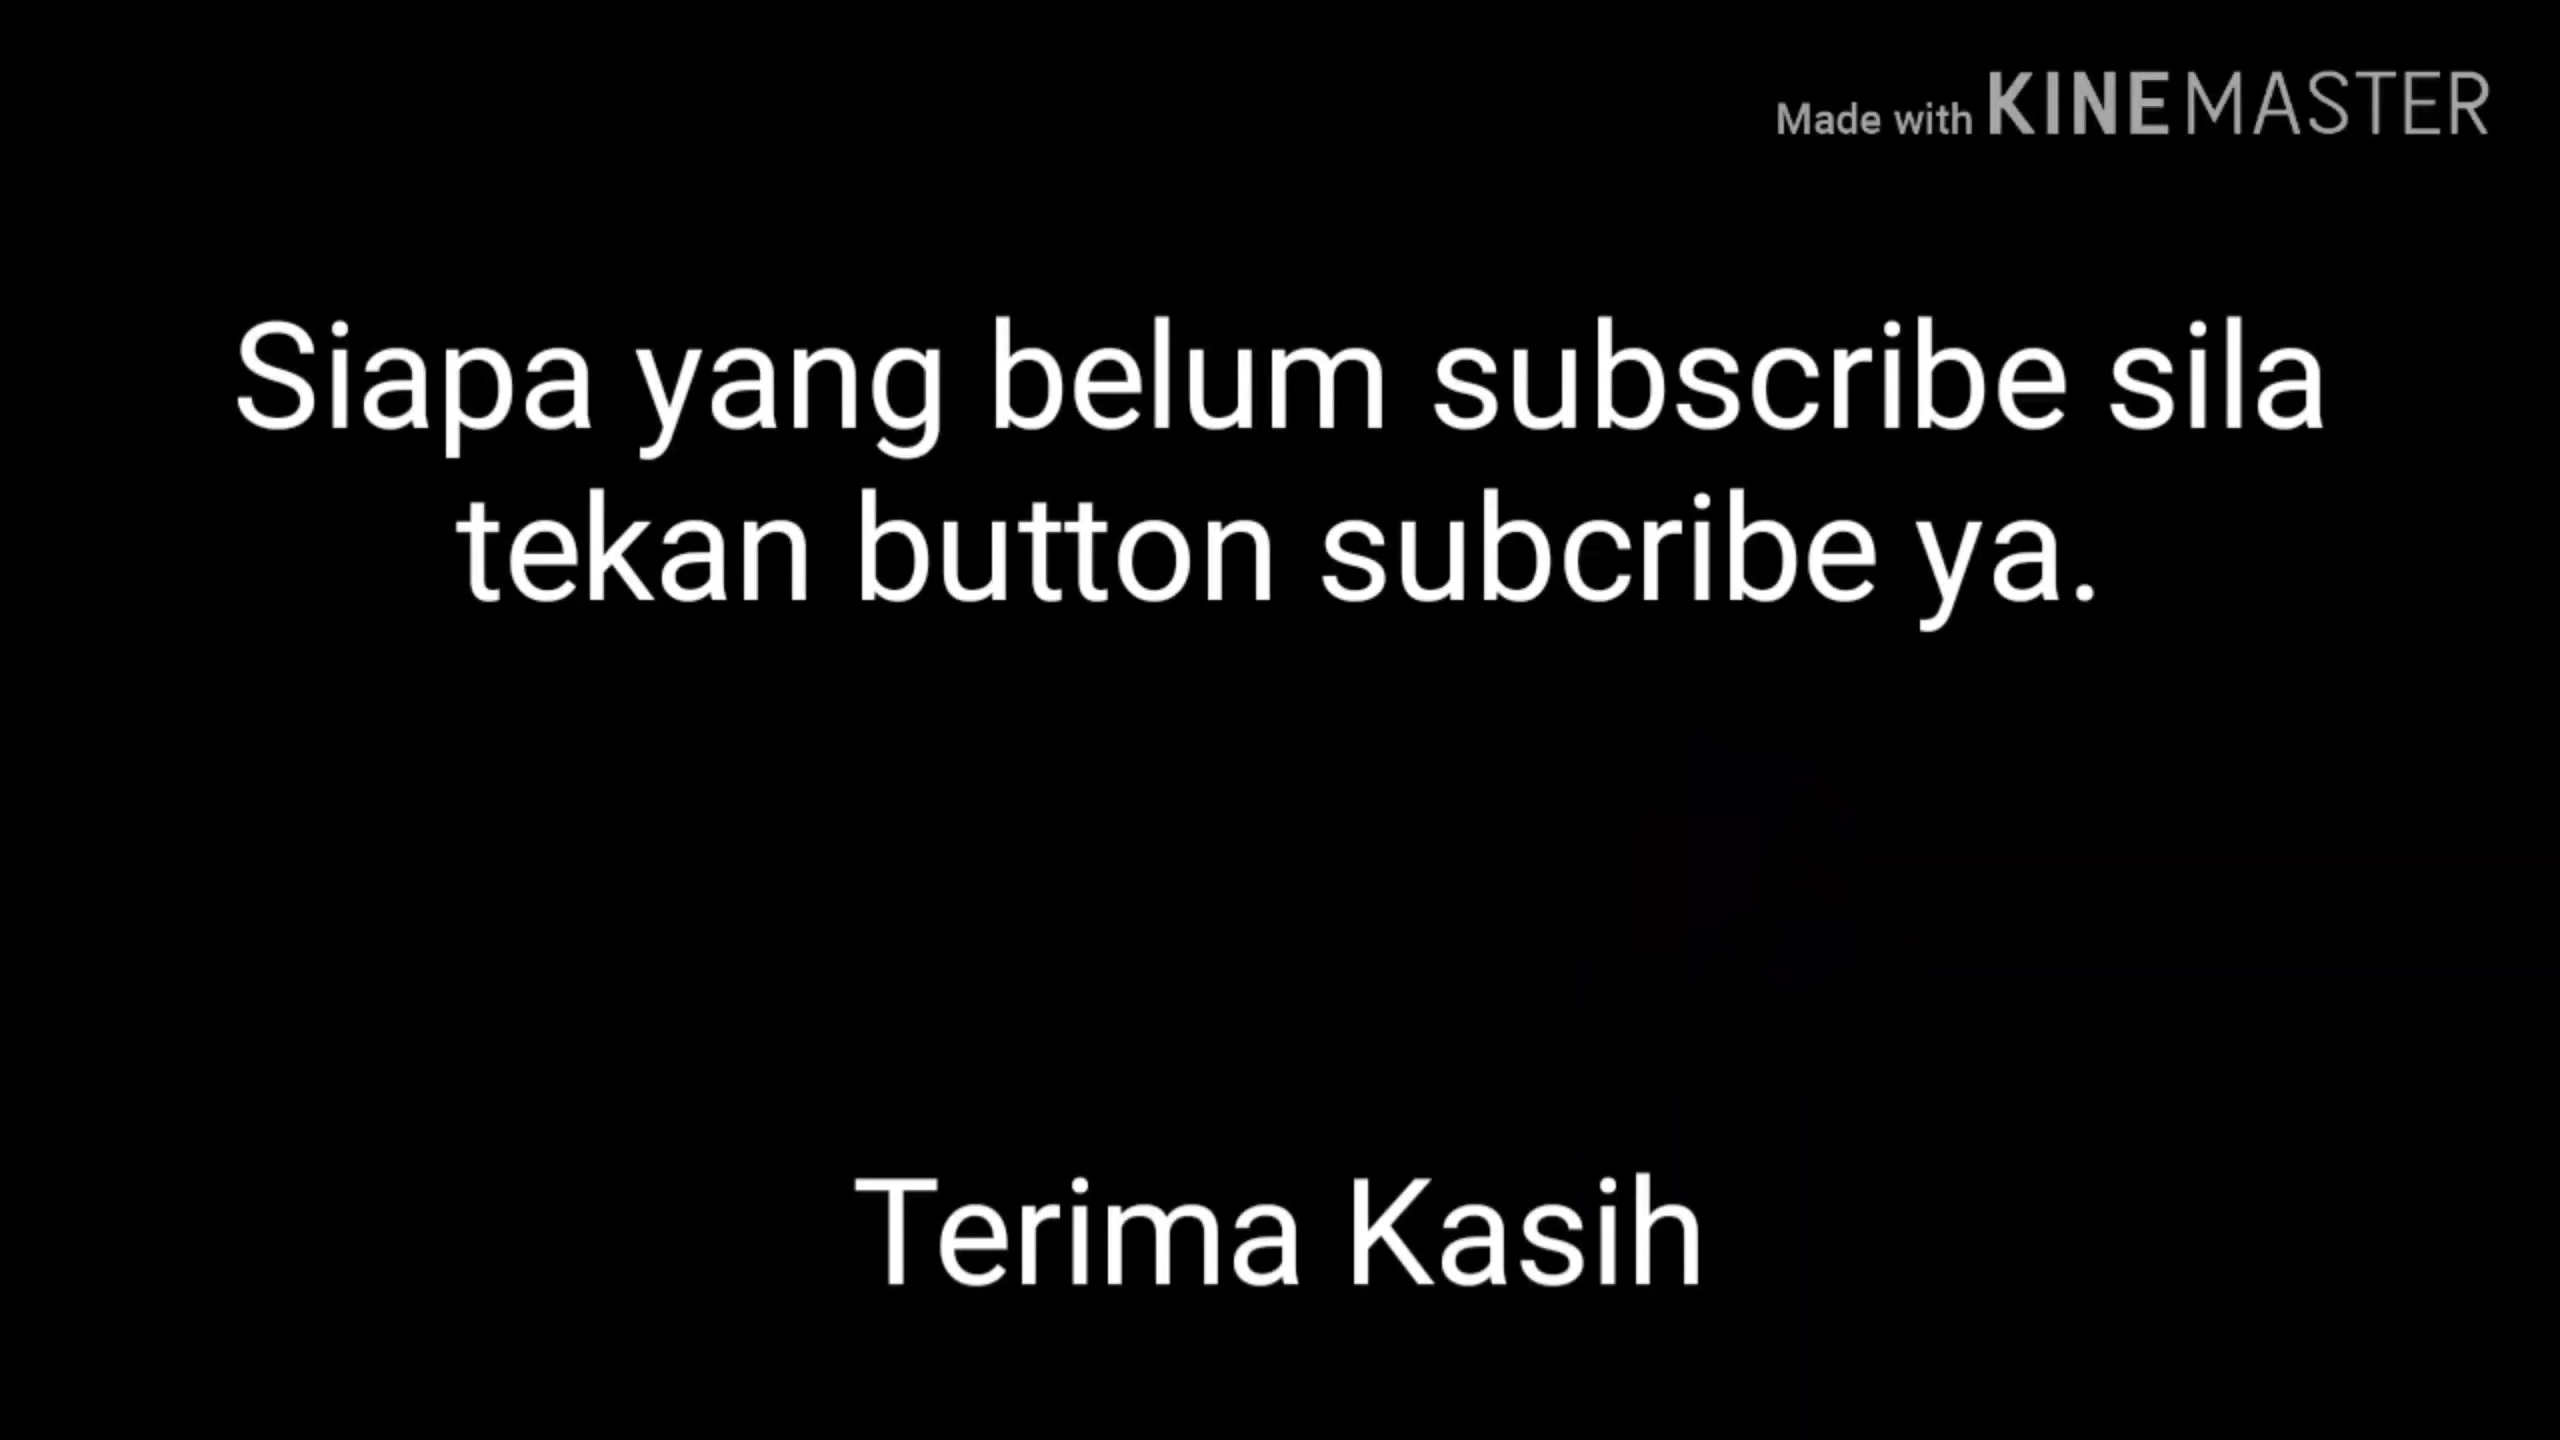 Made with KINEMASTER
Siapa yang belum subscribe sila
tekan button subcribe ya.
Terima Kasih